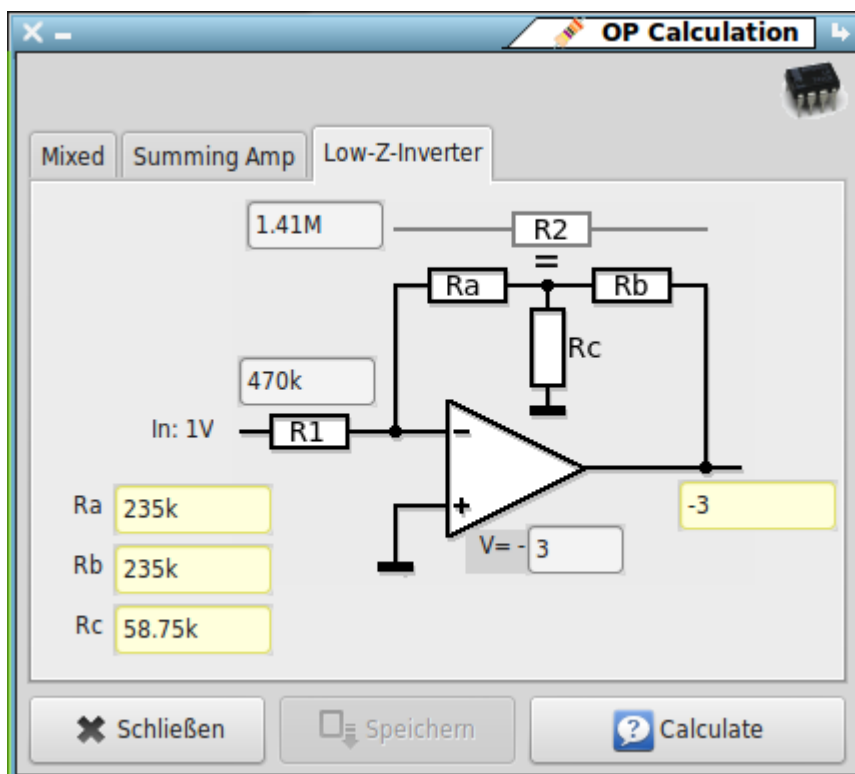 OP Calculation
Mixed Summing Amp Low-Z-Inverter
1.41M R2
=
Ra Rb
Rc
470k
In: 1V R1
-
Ra 235k + -3
V= - 3
Rb 235k
Rc 58.75k
Schließen Speichern Calculate